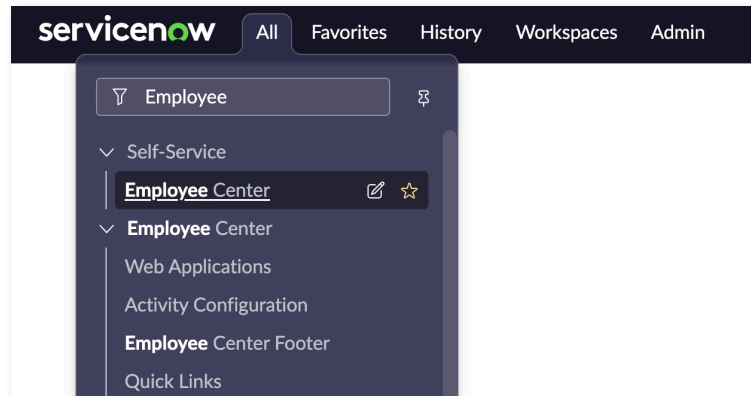 servicenow All Favorites History Workspaces Admin
Employee
Self-Service
Employee Center
Employee Center
Web Applications
Activity Configuration
Employee Center Footer
Quick Links